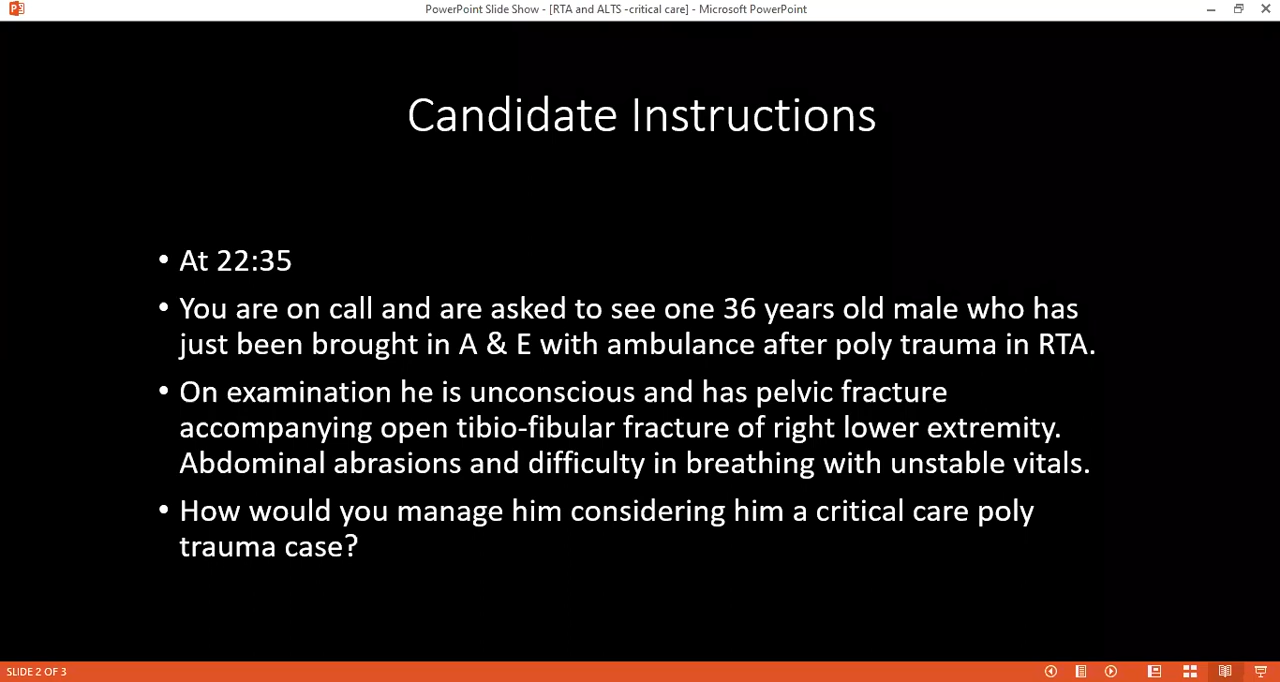 PowerPoint Slide Show - [RTA and ALTS -critical care] - Microsoft PowerPoint
Candidate Instructions
• At 22:35
• You are on call and are asked to see one 36 years old male who has
just been brought in A & E with ambulance after poly trauma in RTA.
• On examination he is unconscious and has pelvic fracture
accompanying open tibio-fibular fracture of right lower extremity.
Abdominal abrasions and difficulty in breathing with unstable vitals.
• How would you manage him considering him a critical care poly
trauma case?
SLIDE 2 OF 3